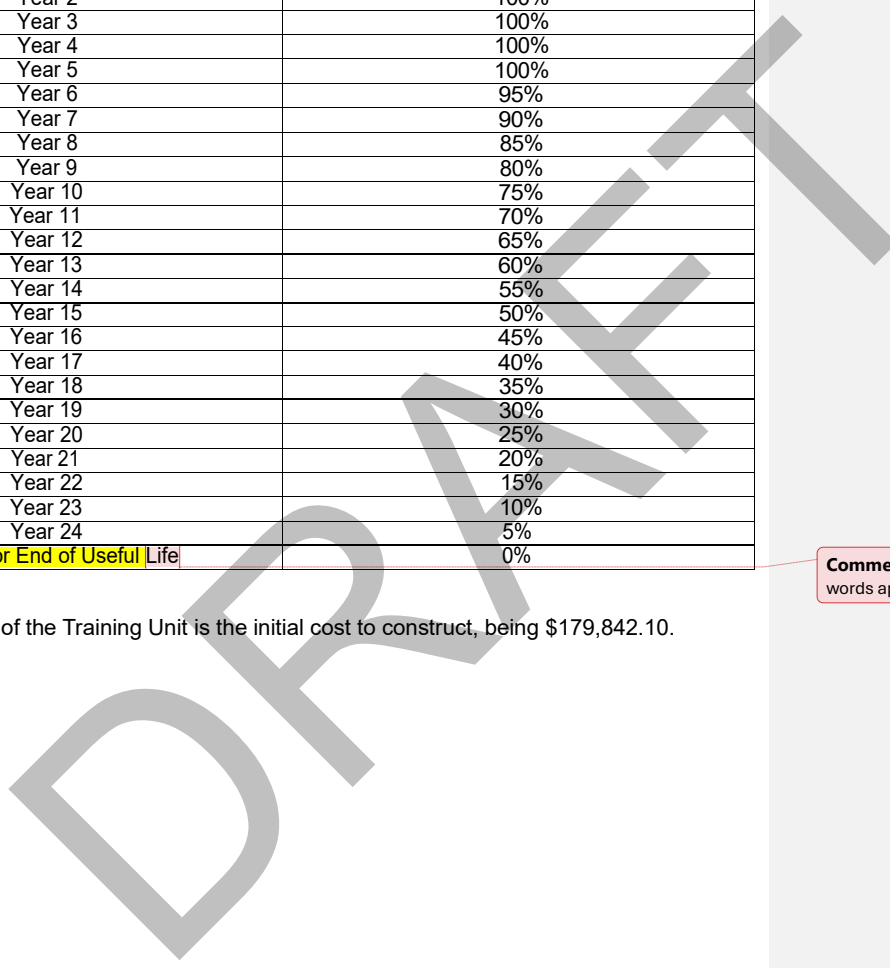 Year 2 100%
Year 3 100%
Year 4 100%
Year 5 100%
Year 6 95%
Year 7 90%
Year 8 85%
Year 9 80%
Year 10 75%
Year 11 70%
Year 12 65%
Year 13 60%
Year 14 55%
Year 15 50%
Year 16 45%
Year 17 40%
Year 18 35%
Year 19 30%
Year 20 25%
Year 21 20%
Year 22 15%
Year 23 10%
Year 24 5%
or End of Useful Life 0%
of the Training Unit is the initial cost to construct, being $179,842.10.
words
DRAFT